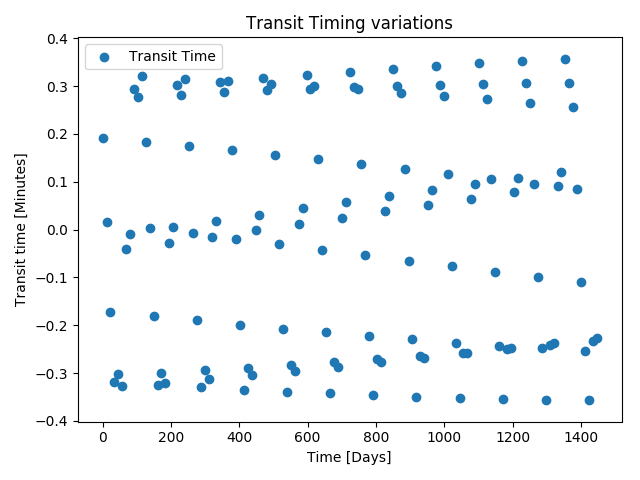 Transit Timing variations
Transit Time
Transit time [Minutes]
0.4
0.3
0.2
0.1
0.0
−0.1
−0.2
−0.3
−0.4
0 200 400 600 800 1000 1200 1400
Time [Days]